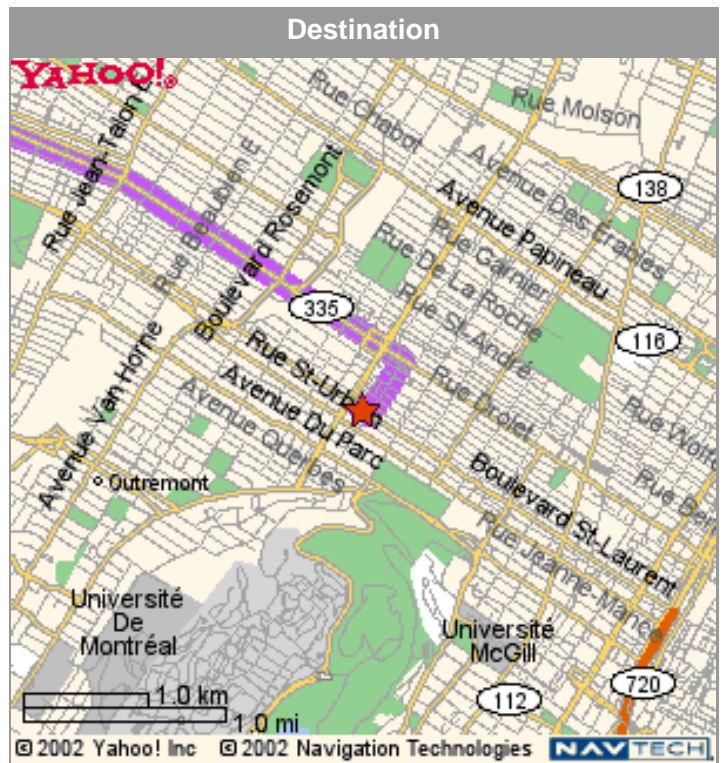 Destination
YAHOO!
Rue Molson
Rue Chabot
138
Rue Jean-Talon
Rue Beaubien E
Boulevard Rosemont
Avenue Papineau
Avenue Des Érables
Rue Garnier
Rue De La Roche
Rue St-André
335
116
Rue St-Urbain
Rue Drolet
Avenue Van Horne
Avenue Du Parc
Avenue Querbes
Outremont
Boulevard St-Laurent
Rue Jeanne-Mance
Université
De
Montréal
Université
McGill
720
112
1.0 km
1.0 mi
© 2002 Yahoo! Inc © 2002 Navigation Technologies NAVTECH